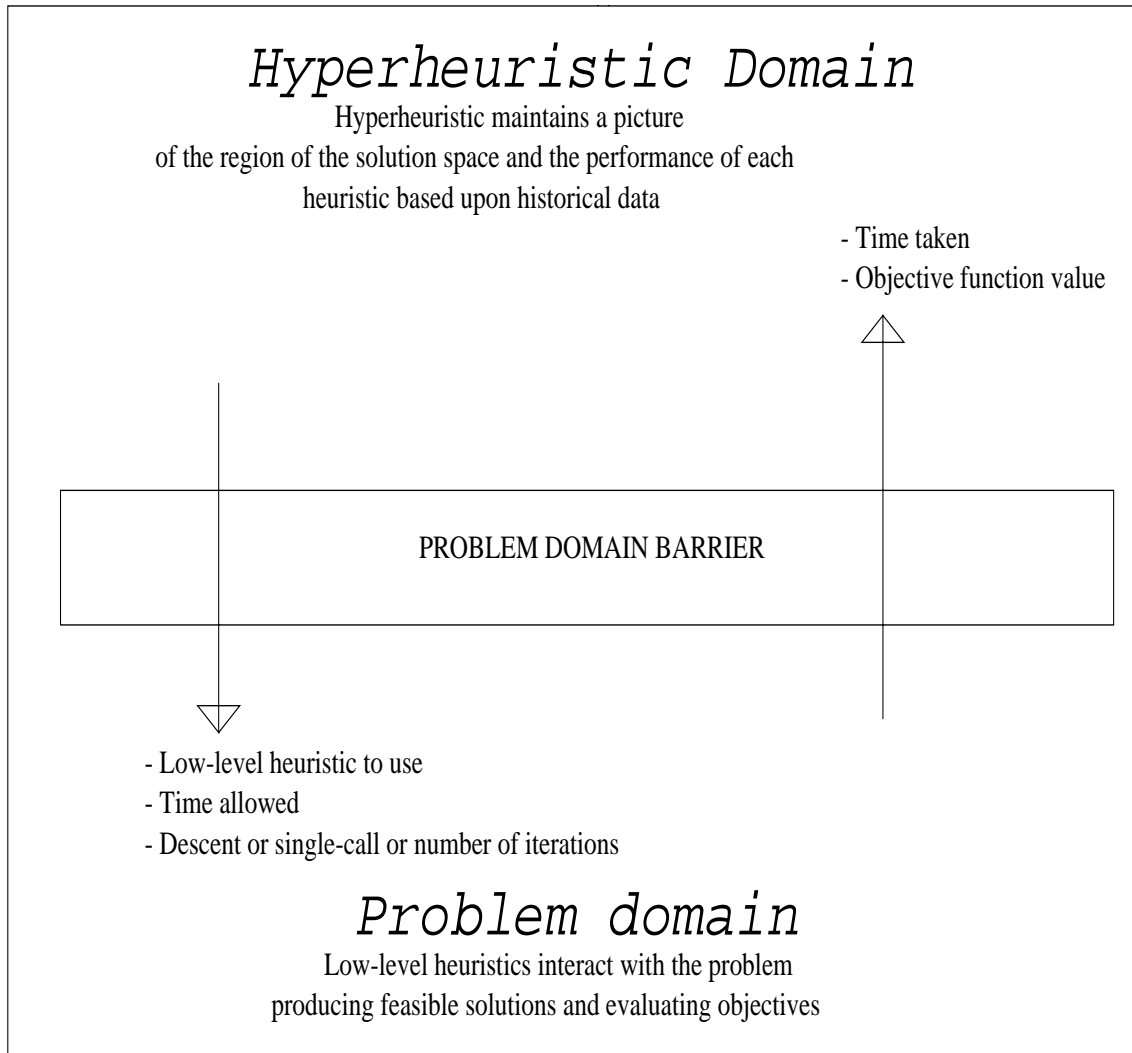 Hyperheuristic Domain
Hyperheuristic maintains a picture
of the region of the solution space and the performance of each
heuristic based upon historical data
- Time taken
- Objective function value
PROBLEM DOMAIN BARRIER
- Low-level heuristic to use
- Time allowed
- Descent or single-call or number of iterations
Problem domain
Low-level heuristics interact with the problem
producing feasible solutions and evaluating objectives